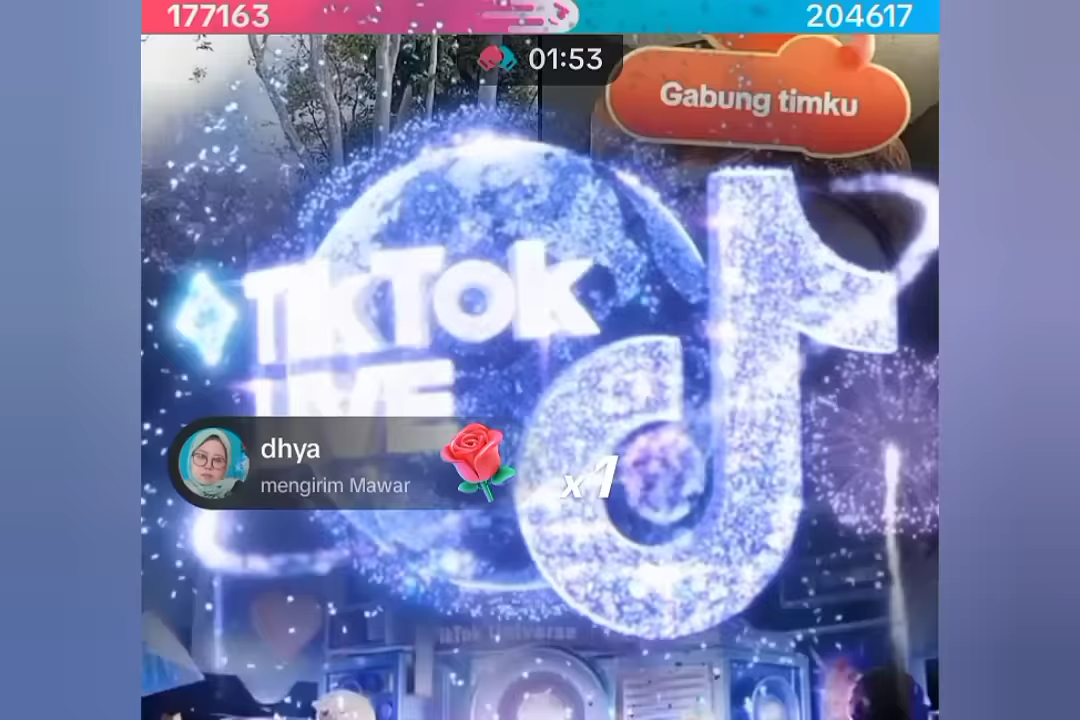 177163
204617
01:53
Gabung timku
TikTok
LIVE
dhya
mengirim Mawar
x1